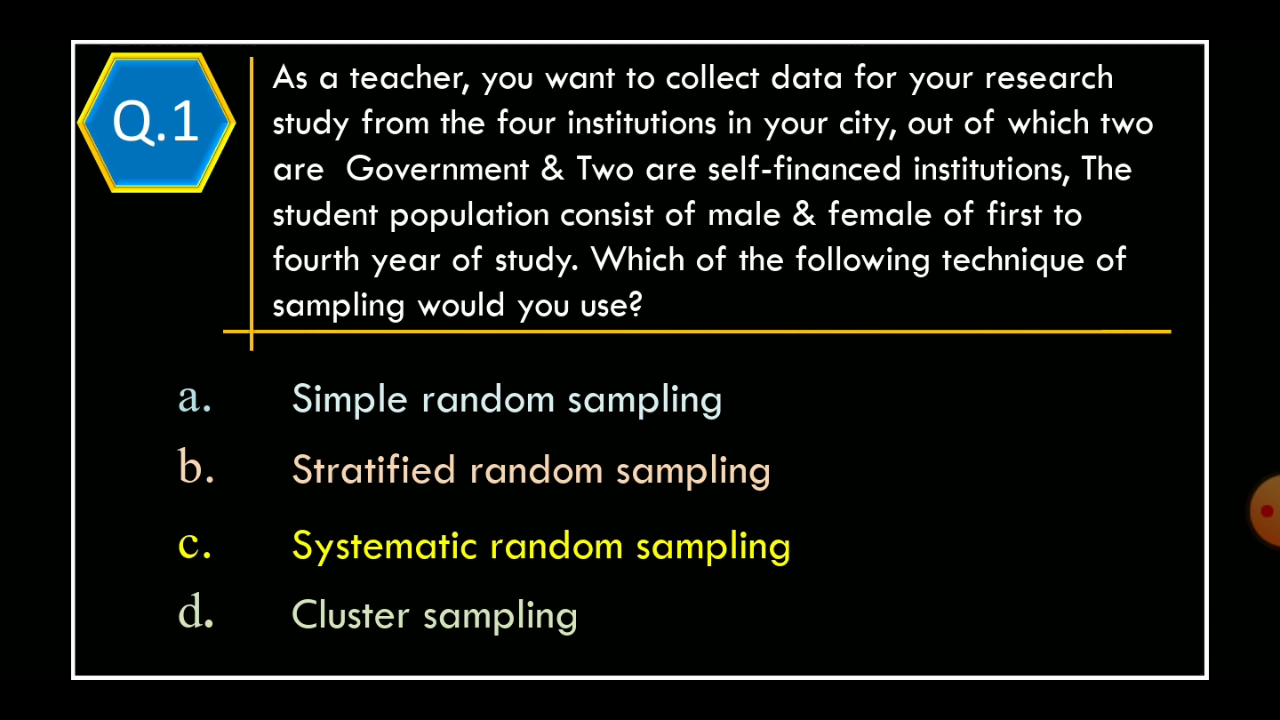 Q.1
As a teacher, you want to collect data for your research
study from the four institutions in your city, out of which two
are Government & Two are self-financed institutions, The
student population consist of male & female of first to
fourth year of study. Which of the following technique of
sampling would you use?
a. Simple random sampling
b. Stratified random sampling
c. Systematic random sampling
d. Cluster sampling